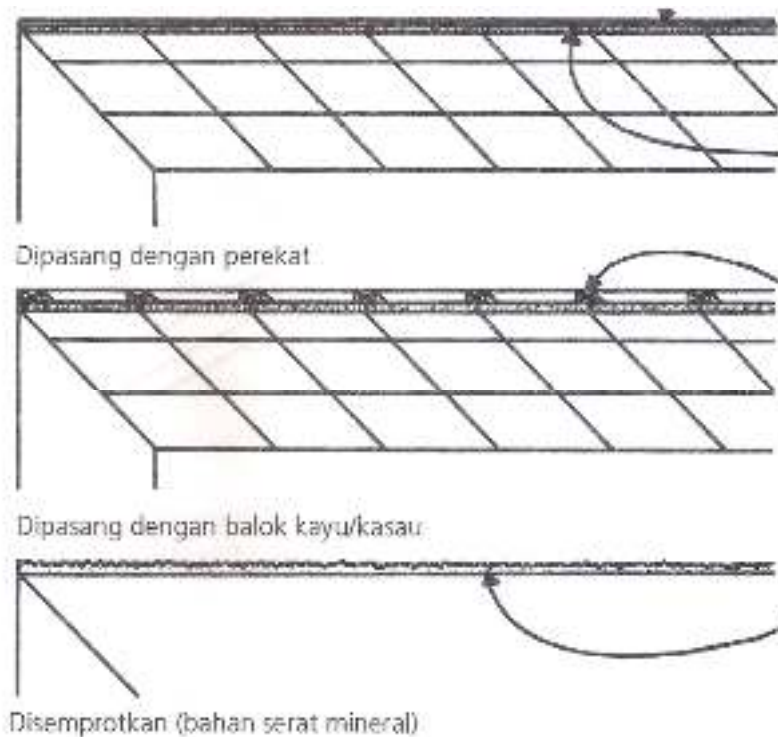 Dipasang dengan perekat
Dipasang dengan balok kayu/kasau
Disemprotkan (bahan serat mineral)